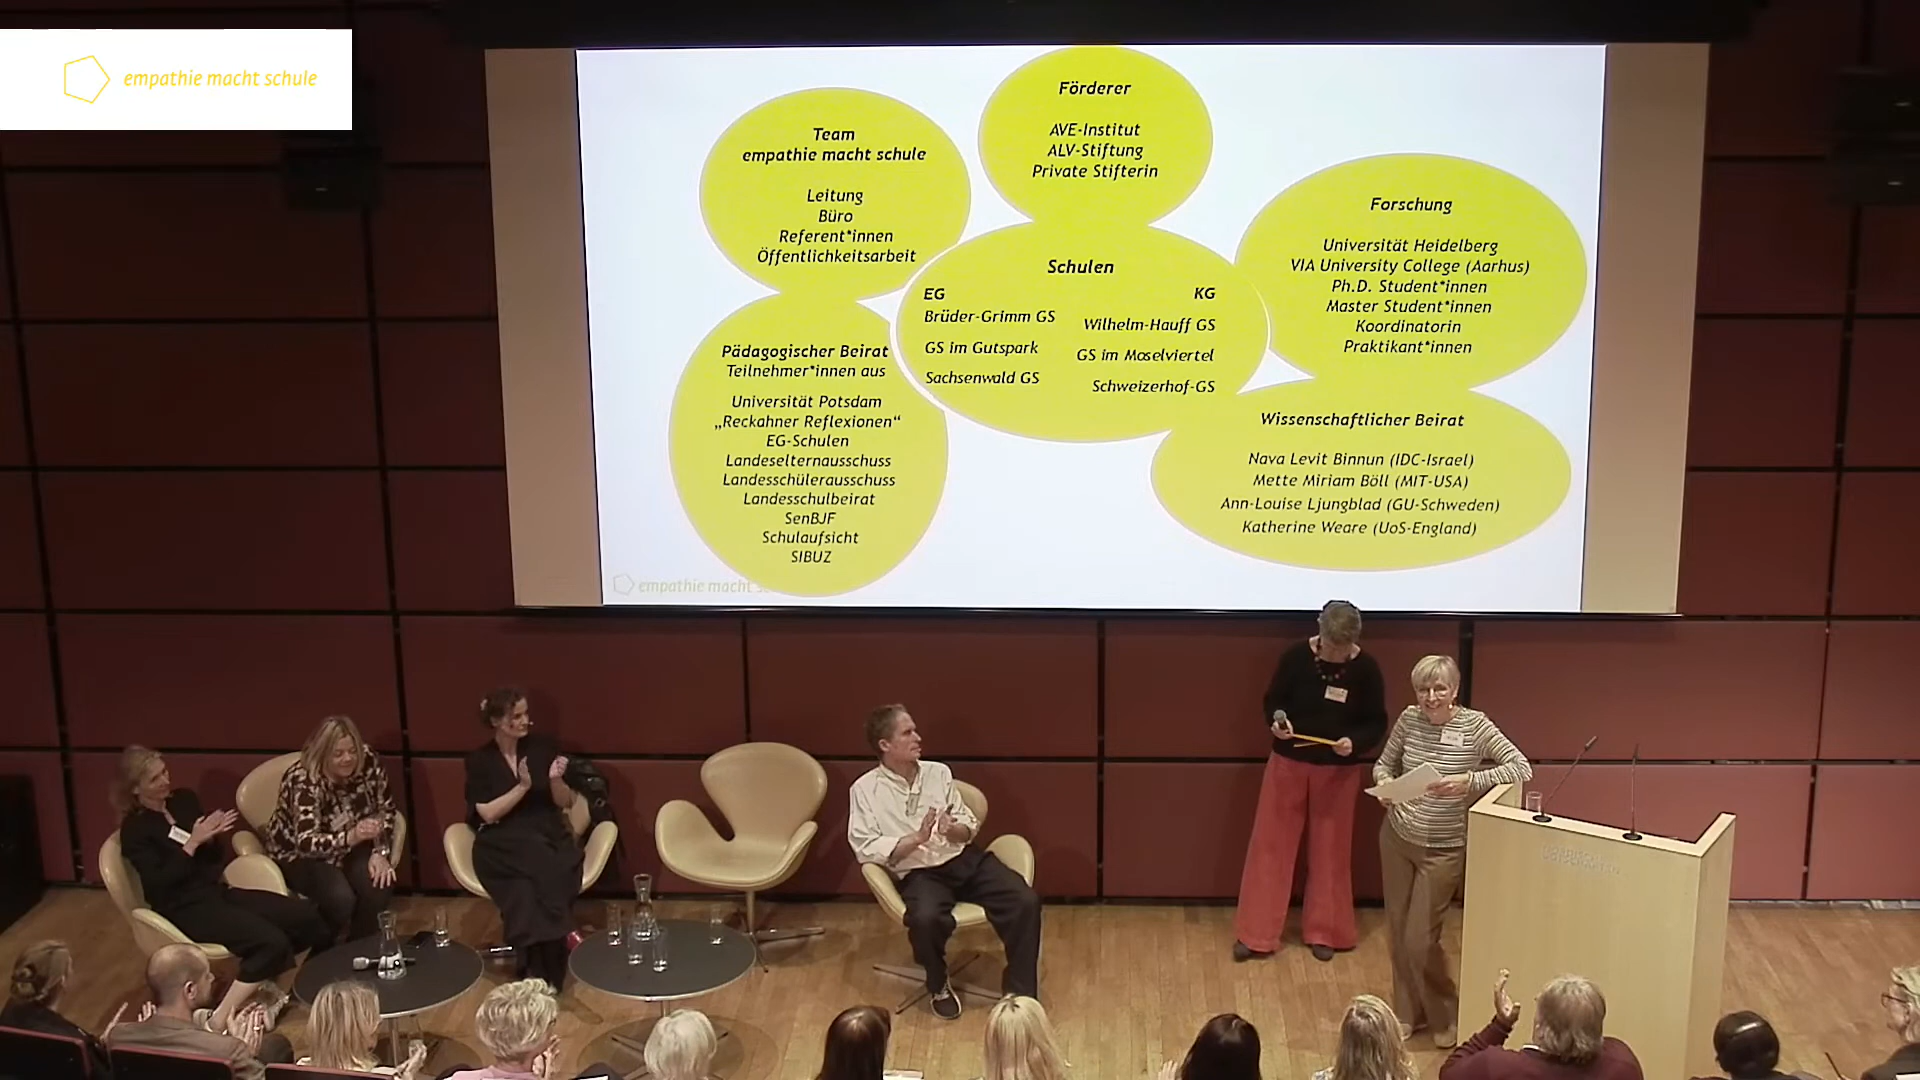 empathie macht schule
Förderer
AVE-Institut
ALV-Stiftung
Private Stifterin
Team
empathie macht schule
Leitung
Büro
Referent*innen
Öffentlichkeitsarbeit
Forschung
Universität Heidelberg
VIA University College (Aarhus)
Ph.D. Student*innen
Master Student*innen
Koordinatorin
Praktikant*innen
Schulen
EG
Brüder-Grimm GS
GS im Gutspark
Sachsenwald GS
KG
Wilhelm-Hauff GS
GS im Moselviertel
Schweizerhof-GS
Pädagogischer Beirat
Teilnehmer*innen aus
Universität Potsdam
„Reckahner Reflexionen“
EG-Schulen
Landeselternausschuss
Landesschülerausschuss
Landesschulbeirat
SenBJF
Schulaufsicht
SIBUZ
Wissenschaftlicher Beirat
Nava Levit Binnun (IDC-Israel)
Mette Miriam Böll (MIT-USA)
Ann-Louise Ljungblad (GU-Schweden)
Katherine Weare (UoS-England)
empathie macht